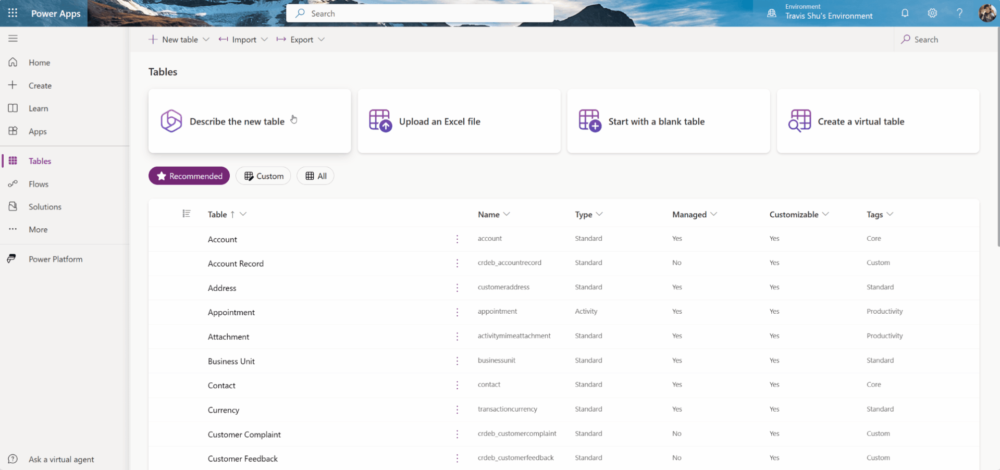 Power Apps
Search
Environment
Travis Shu's Environment
New table
Import
Export
Search
Home
Create
Learn
Apps
Tables
Flows
Solutions
More
Power Platform
Ask a virtual agent
Tables
Describe the new table
Upload an Excel file
Start with a blank table
Create a virtual table
Recommended
Custom
All
Table ↑ Name Type Managed Customizable Tags
Account account Standard Yes Yes Core
Account Record crdeb_accountrecord Standard No Yes Custom
Address customeraddress Standard Yes Yes Standard
Appointment appointment Activity Yes Yes Productivity
Attachment activitymimeattachment Standard Yes Yes Productivity
Business Unit businessunit Standard Yes Yes Standard
Contact contact Standard Yes Yes Core
Currency transactioncurrency Standard Yes Yes Standard
Customer Complaint crdeb_customercomplaint Standard No Yes Custom
Customer Feedback crdeb_customerfeedback Standard No Yes Custom